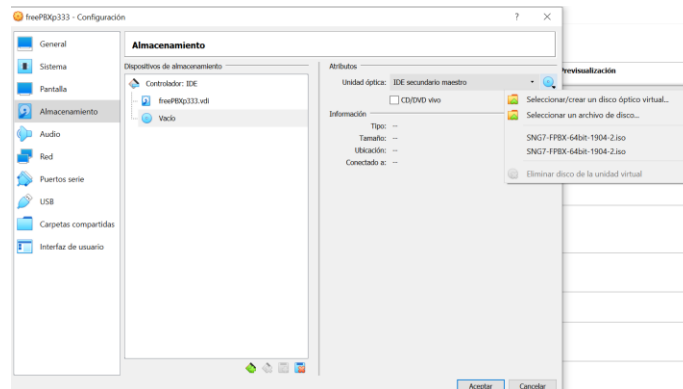 freePBXp333 - Configuración
?
General
Sistema
Pantalla
Almacenamiento
Audio
Red
Puertos serie
USB
Carpetas compartidas
Interfaz de usuario
Almacenamiento
Dispositivos de almacenamiento
Controlador: IDE
freePBXp333.vdi
Vacío
Atributos
Unidad óptica: IDE secundario maestro
CD/DVD vivo
Información
Tipo: --
Tamaño: --
Ubicación: --
Conectado a: --
Previsualización
Seleccionar/crear un disco óptico virtual...
Seleccionar un archivo de disco...
SNG7-FPBX-64bit-1904-2.iso
SNG7-FPBX-64bit-1904-2.iso
Eliminar disco de la unidad virtual
Aceptar Cancelar